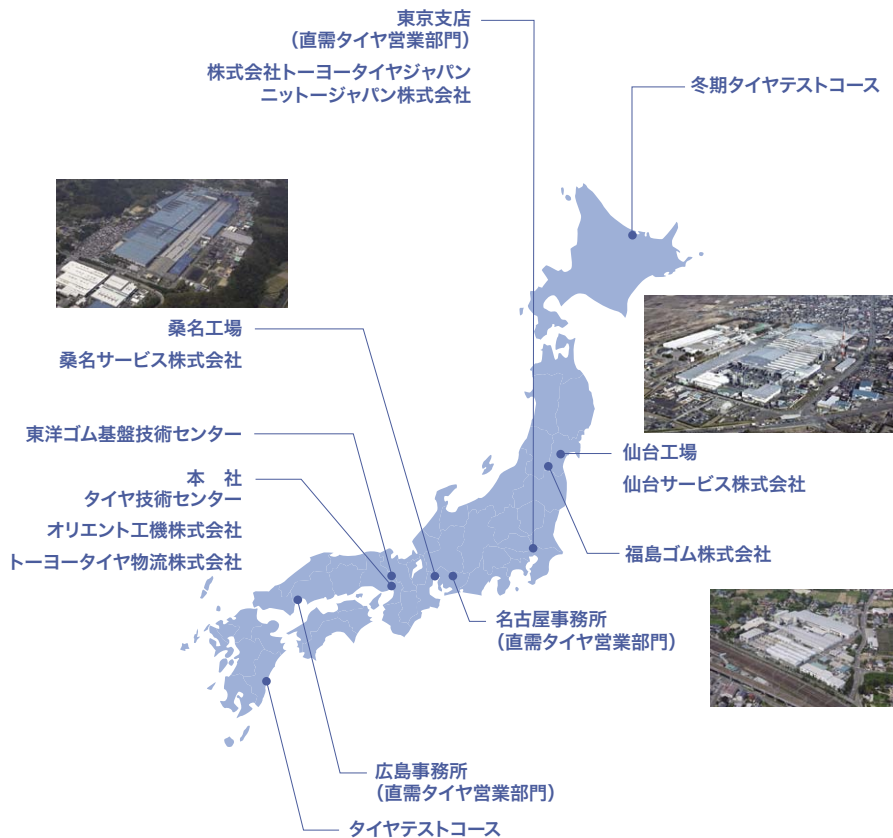 東京支店
（直需タイヤ営業部門）
株式会社トーヨータイヤジャパン
ニットージャパン株式会社
冬期タイヤテストコース
桑名工場
桑名サービス株式会社
東洋ゴム基盤技術センター
本　社
タイヤ技術センター
オリエント工機株式会社
トーヨータイヤ物流株式会社
仙台工場
仙台サービス株式会社
福島ゴム株式会社
名古屋事務所
（直需タイヤ営業部門）
広島事務所
（直需タイヤ営業部門）
タイヤテストコース